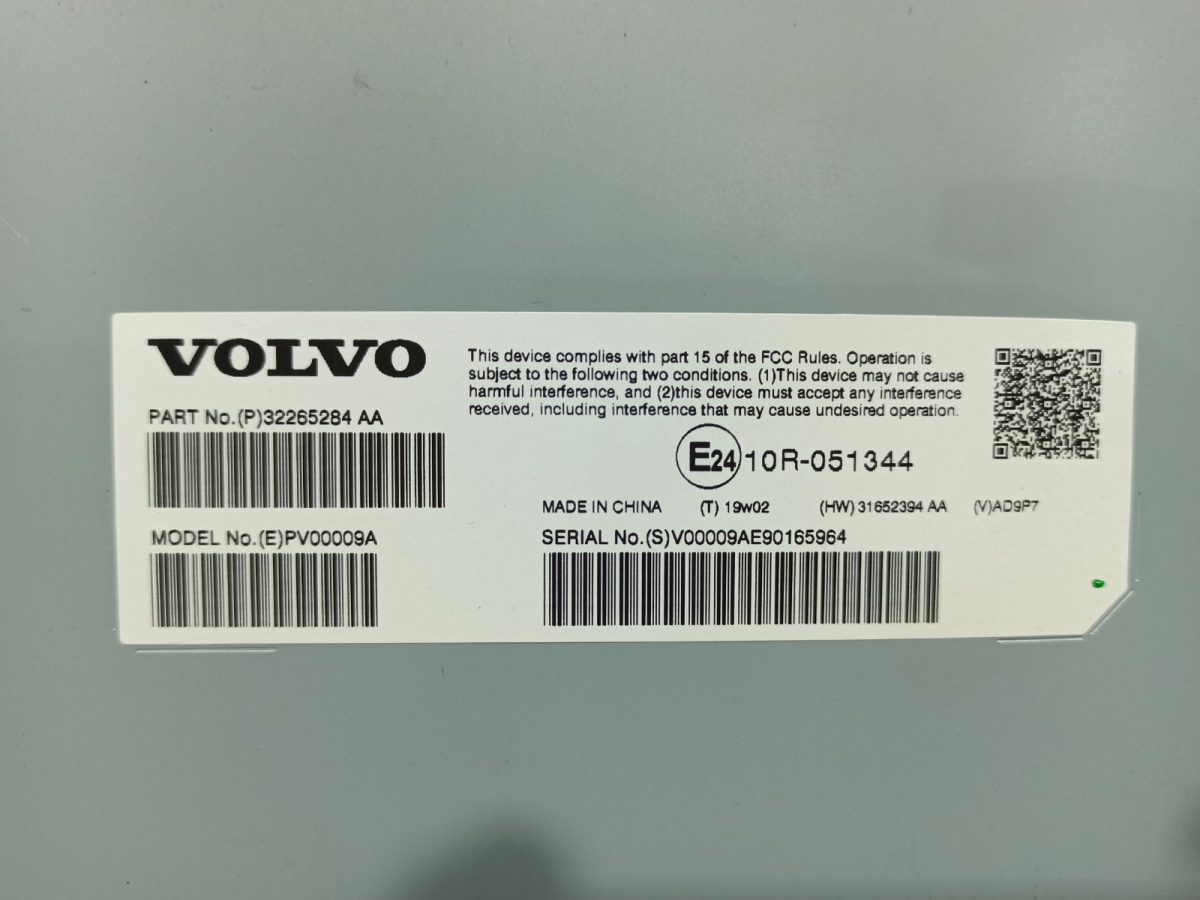 VOLVO
This device complies with part 15 of the FCC Rules. Operation is
subject to the following two conditions. (1)This device may not cause
harmful interference, and (2)this device must accept any interference
received, including interference that may cause undesired operation.
PART No.(P)32265284 AA
E24 10R-051344
MADE IN CHINA (T) 19w02 (HW) 31652394 AA (V)AD9P7
MODEL No.(E)PV00009A
SERIAL No.(S)V00009AE90165964